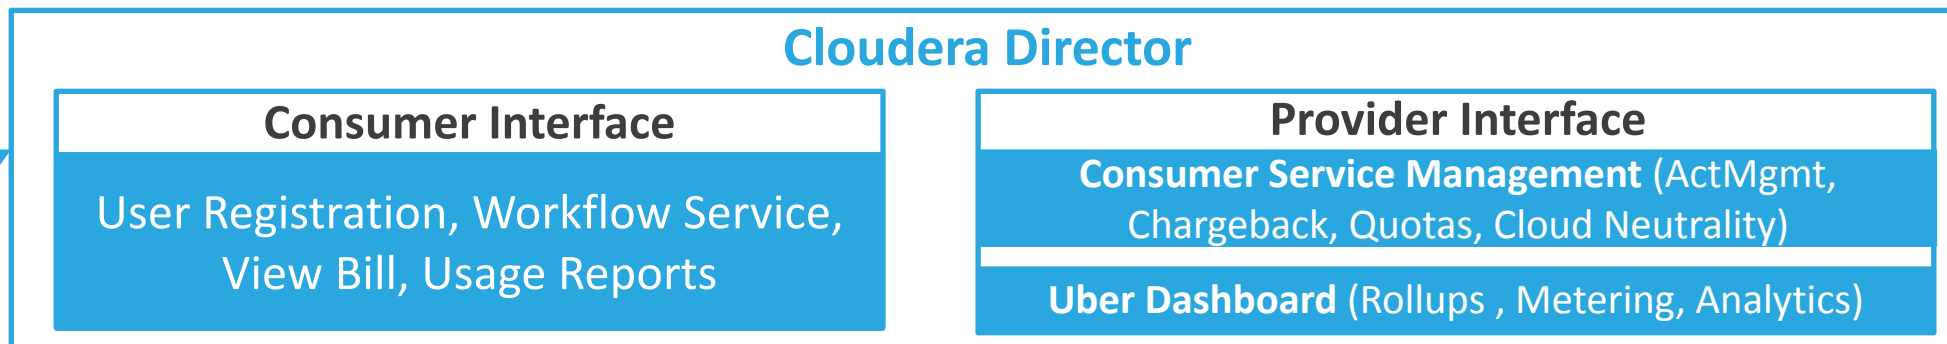 Cloudera Director
Consumer Interface
User Registration, Workflow Service,
View Bill, Usage Reports
Provider Interface
Consumer Service Management (ActMgmt,
Chargeback, Quotas, Cloud Neutrality)
Uber Dashboard (Rollups , Metering, Analytics)